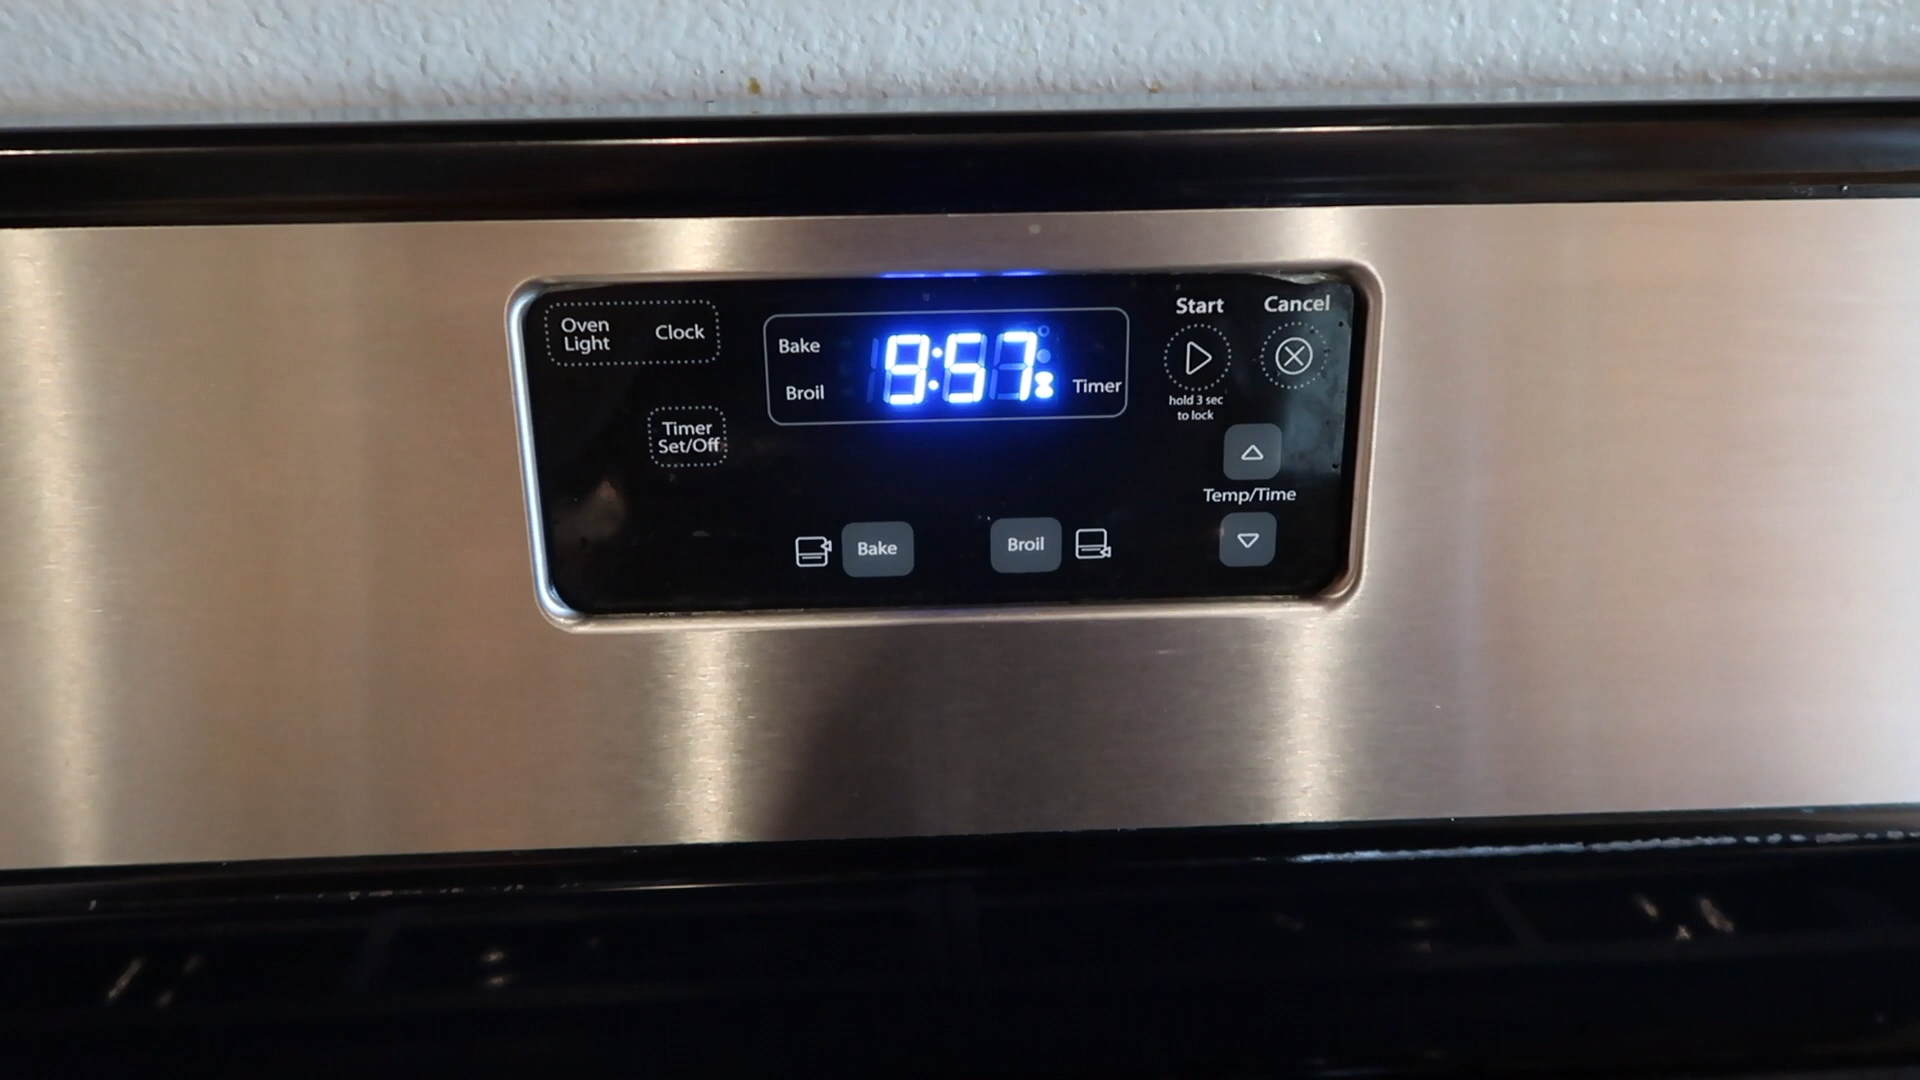 Oven
Light
Clock
Bake
Broil
9:57
Timer
Start
Cancel
hold 3 sec
to lock
Timer
Set/Off
Temp/Time
Bake
Broil